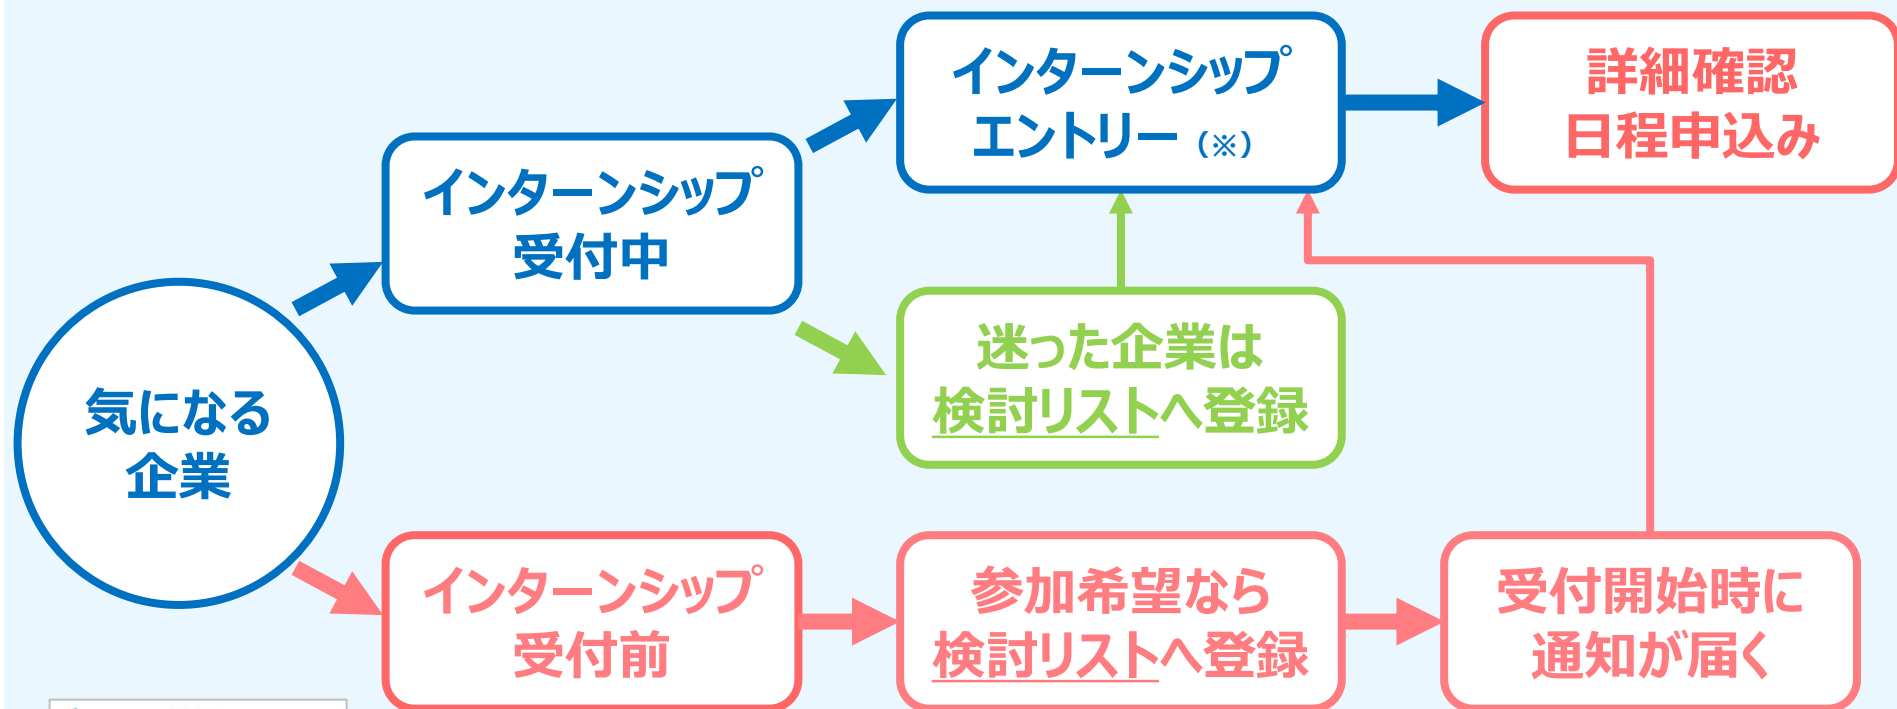 インターンシップ
エントリー（※）
詳細確認
日程申込み
インターンシップ
受付中
迷った企業は
検討リストへ登録
気になる
企業
インターンシップ
受付前
参加希望なら
検討リストへ登録
受付開始時に
通知が届く